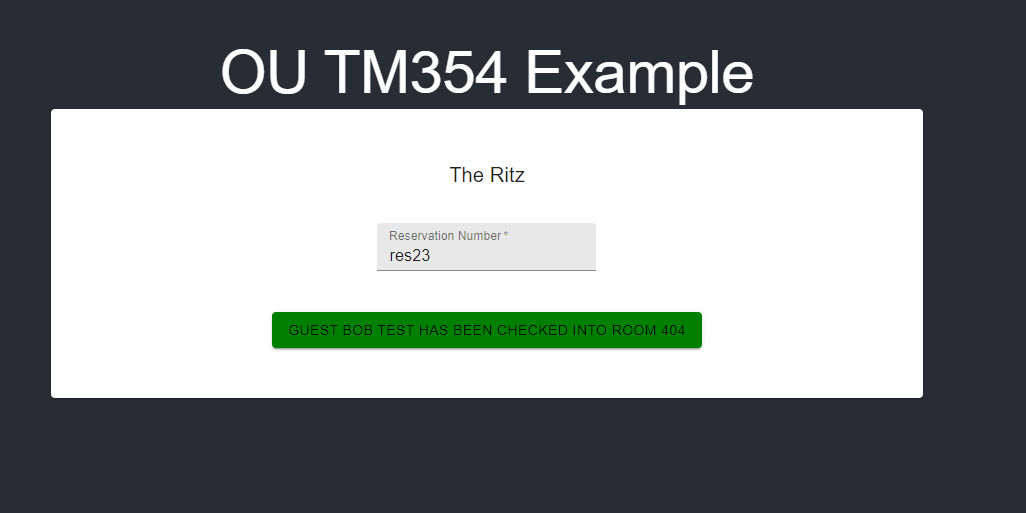 OU TM354 Example
The Ritz
Reservation Number *
res23
GUEST BOB TEST HAS BEEN CHECKED INTO ROOM 404